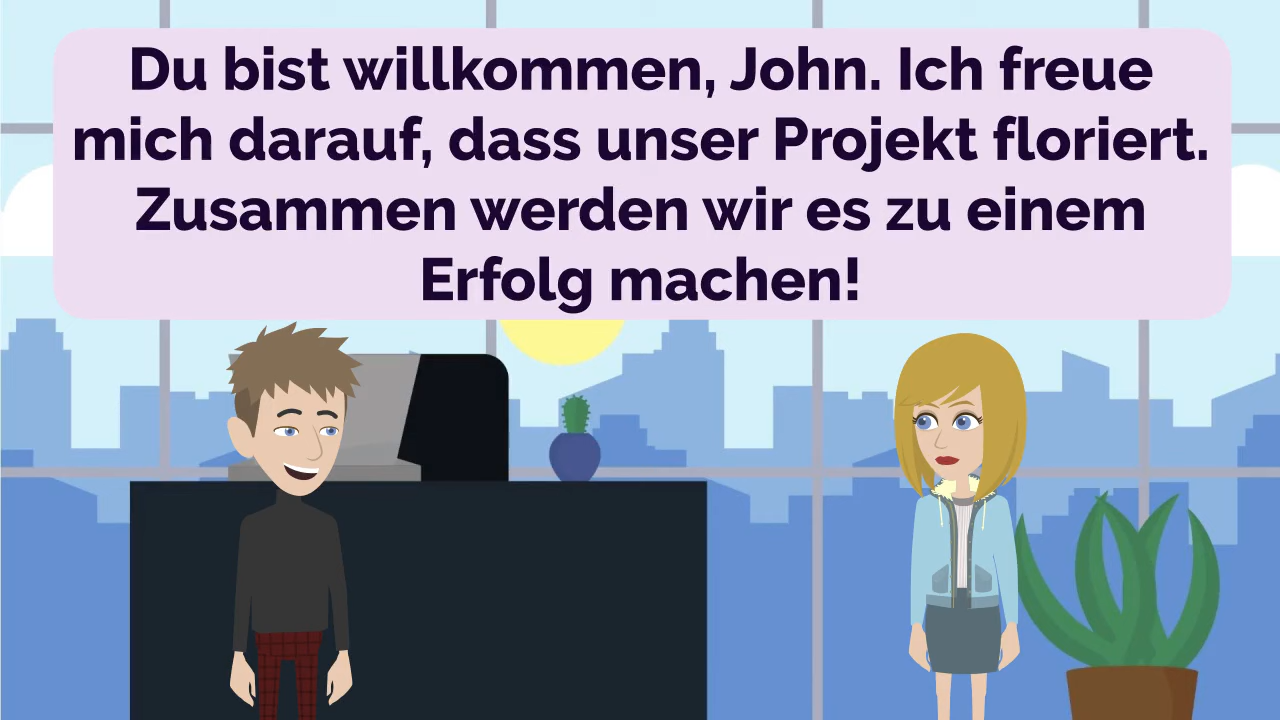 Du bist willkommen, John. Ich freue
mich darauf, dass unser Projekt floriert.
Zusammen werden wir es zu einem
Erfolg machen!